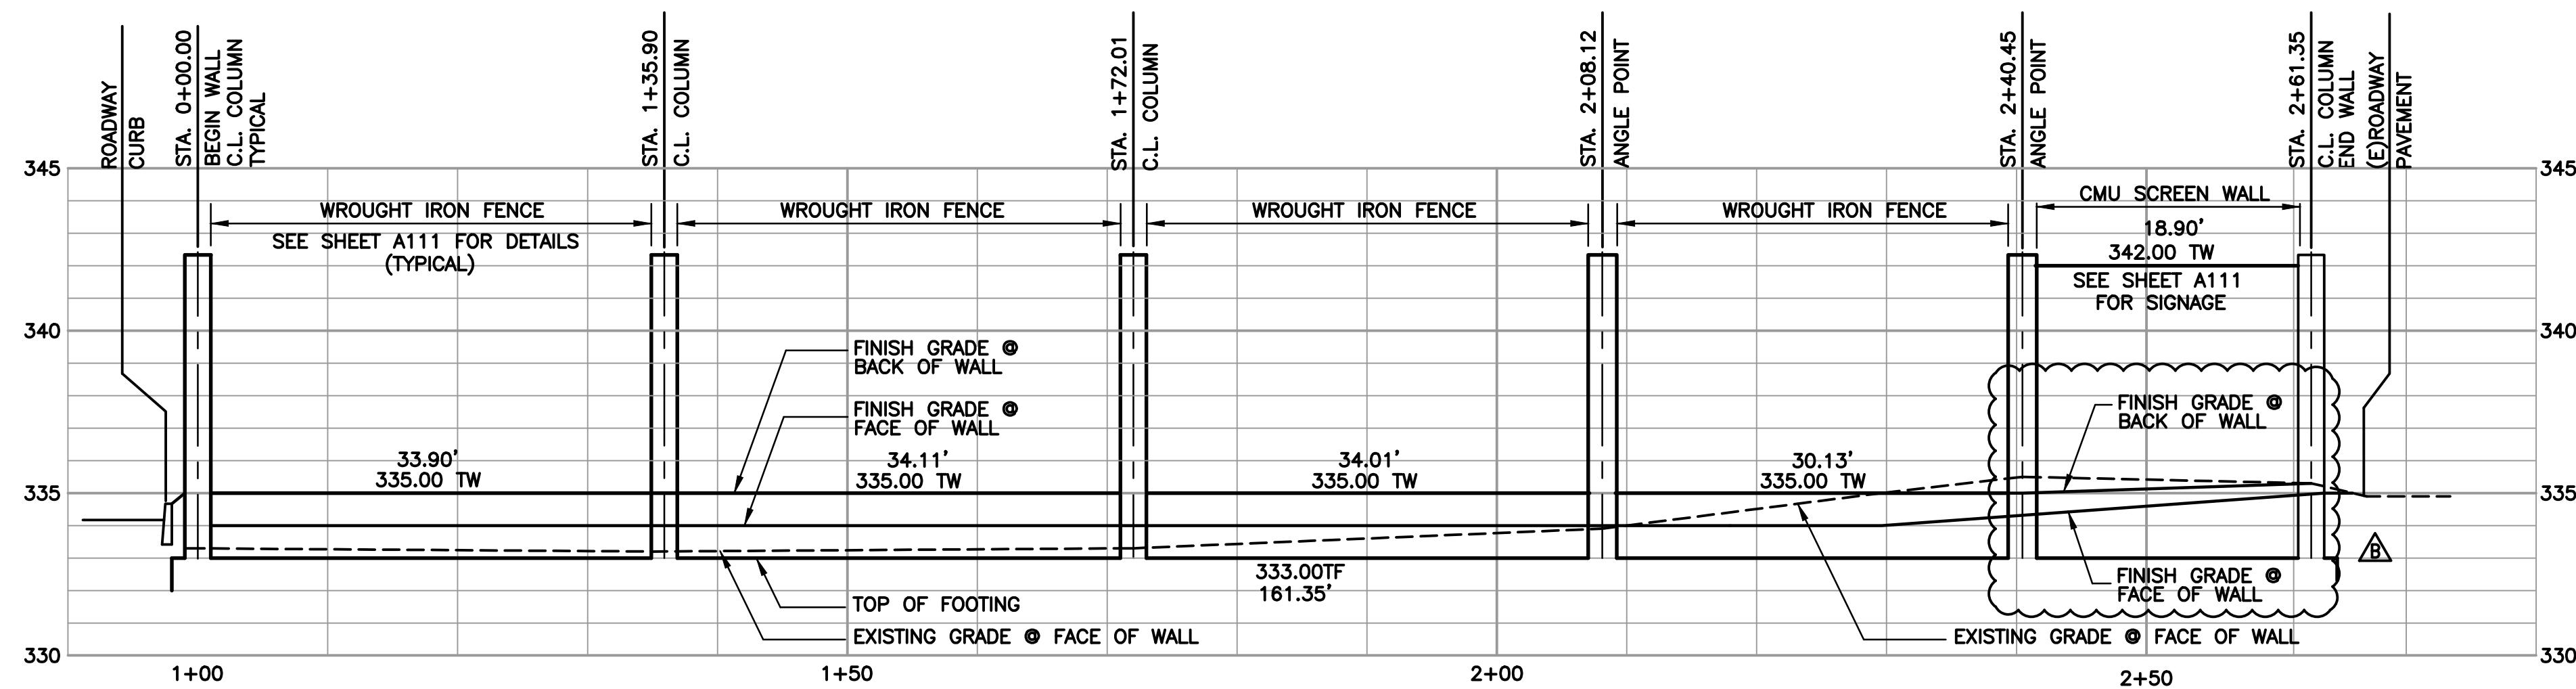 ROADWAY
CURB
STA. 0+00.00
BEGIN WALL
C.L. COLUMN
TYPICAL
STA. 1+35.90
C.L. COLUMN
STA. 1+72.01
C.L. COLUMN
STA. 2+08.12
ANGLE POINT
STA. 2+40.45
ANGLE POINT
STA. 2+61.35
C.L. COLUMN
END WALL
(E)ROADWAY
PAVEMENT
345
345
WROUGHT IRON FENCE
SEE SHEET A111 FOR DETAILS
(TYPICAL)
WROUGHT IRON FENCE
WROUGHT IRON FENCE
WROUGHT IRON FENCE
CMU SCREEN WALL
18.90'
342.00 TW
SEE SHEET A111
FOR SIGNAGE
340
340
FINISH GRADE @
BACK OF WALL
FINISH GRADE @
FACE OF WALL
FINISH GRADE @
BACK OF WALL
33.90'
335.00 TW
34.11'
335.00 TW
34.01'
335.00 TW
30.13'
335.00 TW
335
335
333.00TF
161.35'
B
FINISH GRADE @
FACE OF WALL
TOP OF FOOTING
EXISTING GRADE @ FACE OF WALL
EXISTING GRADE @ FACE OF WALL
330
330
1+00
1+50
2+00
2+50